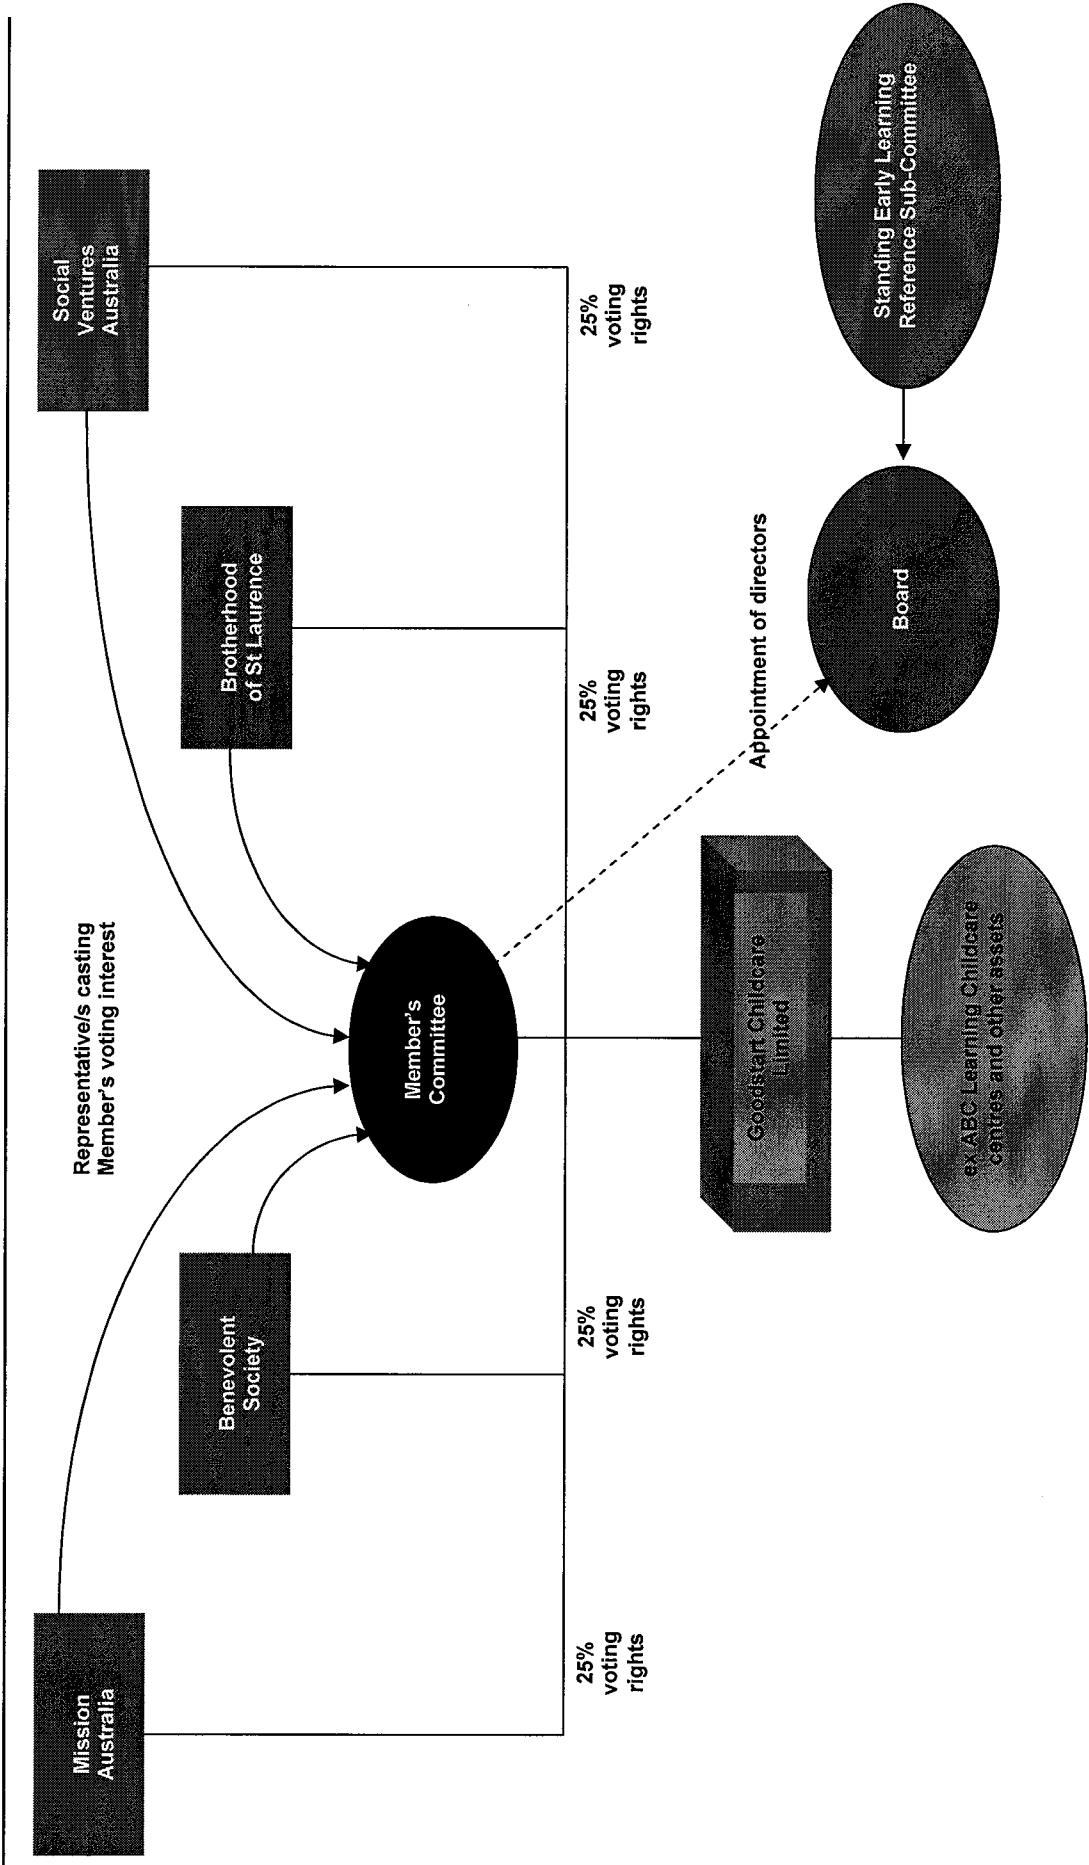 Representative/s casting
Member's voting interest
Mission
Australia
Benevolent
Society
Brotherhood
of St Laurence
Social
Ventures
Australia
Member's
Committee
25%
voting
rights
25%
voting
rights
25%
voting
rights
25%
voting
rights
Appointment of directors
Goodstart Childcare
Limited
Board
Standing Early Learning
Reference Sub-Committee
ex ABC Learning Childcare
centres and other assets